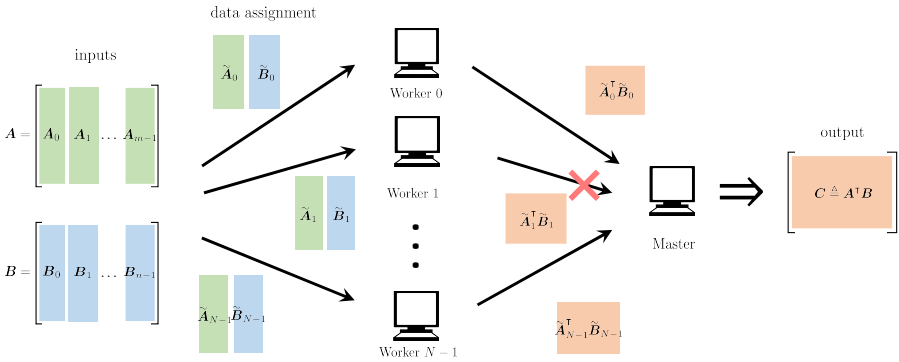 data assignment
inputs
A = [A_0 A_1 ... A_{m-1}]
B = [B_0 B_1 ... B_{n-1}]
Ã_0 B̃_0
Ã_1 B̃_1
Ã_{N-1} B̃_{N-1}
Worker 0
Worker 1
Worker N − 1
Ã_0^⊤ B̃_0
Ã_1^⊤ B̃_1
Ã_{N-1}^⊤ B̃_{N-1}
Master
⇒
output
[C ≜ A^⊤B]